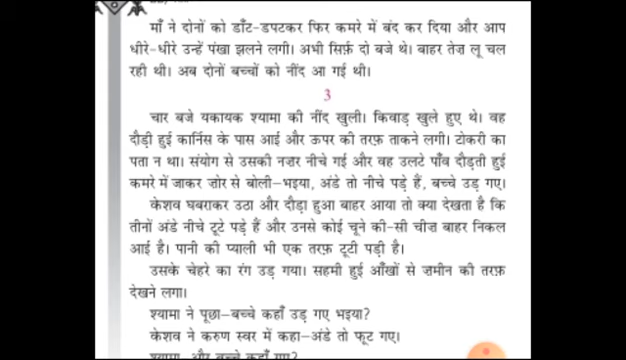 माँ ने दोनों को डाँट-डपटकर फिर कमरे में बंद कर दिया और आप
धीरे-धीरे उन्हें पंखा झलने लगी। अभी सिर्फ़ दो बजे थे। बाहर तेज़ लू चल
रही थी। अब दोनों बच्चों को नींद आ गई थी।
3
चार बजे यकायक श्यामा की नींद खुली। किवाड़ खुले हुए थे। वह
दौड़ी हुई कार्निस के पास आई और ऊपर की तरफ़ ताकने लगी। टोकरी का
पता न था। संयोग से उसकी नज़र नीचे गई और वह उलटे पाँव दौड़ती हुई
कमरे में जाकर ज़ोर से बोली–भइया, अंडे तो नीचे पड़े हैं, बच्चे उड़ गए।
केशव घबराकर उठा और दौड़ा हुआ बाहर आया तो क्या देखता है कि
तीनों अंडे नीचे टूटे पड़े हैं और उनसे कोई चूने की-सी चीज़ बाहर निकल
आई है। पानी की प्याली भी एक तरफ़ टूटी पड़ी है।
उसके चेहरे का रंग उड़ गया। सहमी हुई आँखों से ज़मीन की तरफ़
देखने लगा।
श्यामा ने पूछा–बच्चे कहाँ उड़ गए भइया?
केशव ने करुण स्वर में कहा–अंडे तो फूट गए।
श्यामा और बच्चे कहाँ गए?